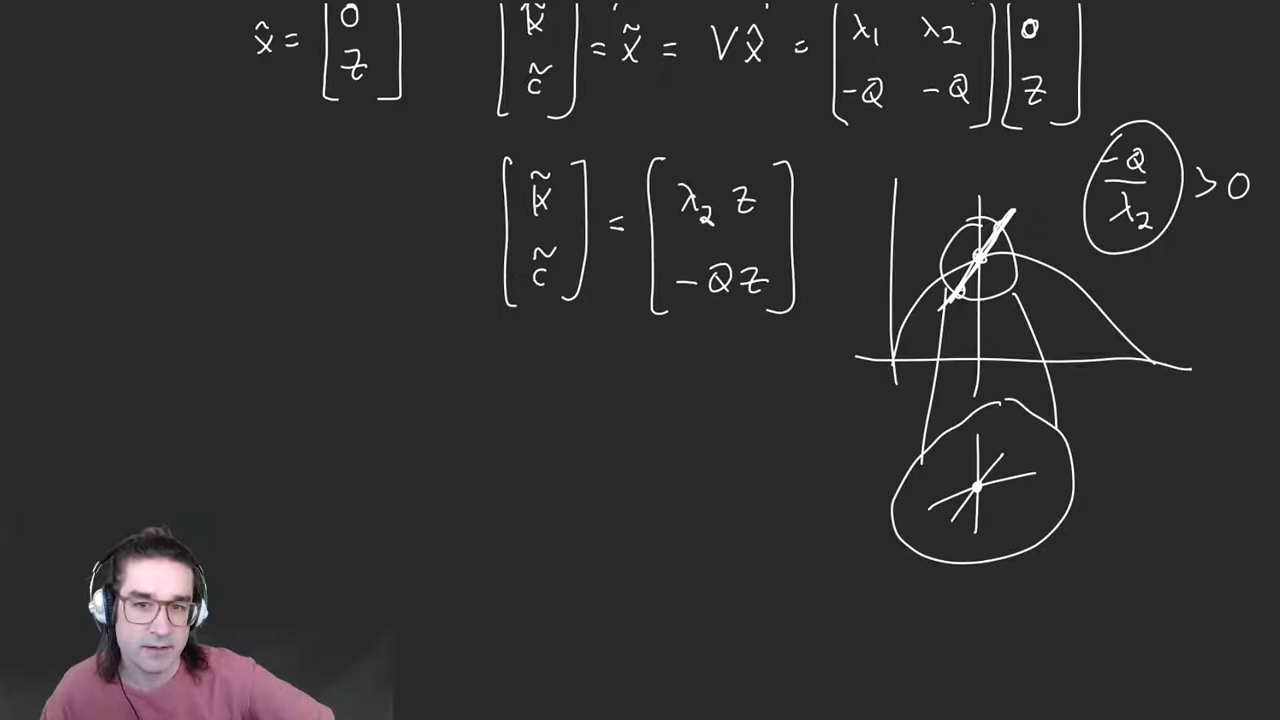 x̂ = [0 z] [k̃ c̃] = x̃ = Vx̂ = [λ₁ λ₂ -Q -Q] [0 z]
[k̃ c̃] = [λ₂ z -Qz]
-Q/λ₂ > 0